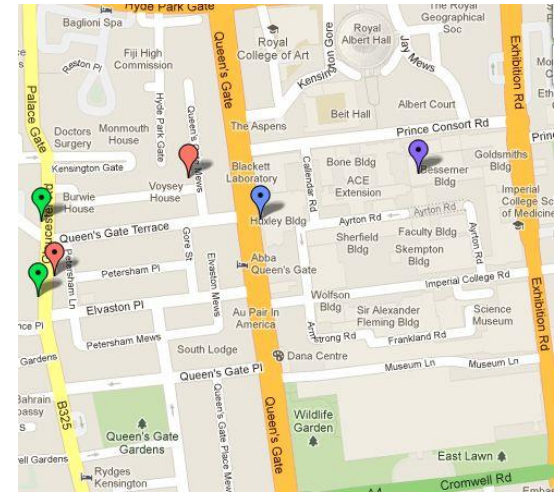 Hyde Park Gate
Baglioni Spa
Fiji High
Commission
Reston Pl
Hyde Park Gate
Palace Gate
Queen's Gate
Royal
College of Art
Kensington Gore
Royal
Albert Hall
Jay Mews
The Royal
Geographical
Soc
Exhibition Rd
Albert Court
Beit Hall
Prince Consort Rd
The Aspens
Doctors
Surgery
Monmouth
House
Kensington Gate
Voysey
House
Burwie
House
Blackett
Laboratory
Callendar Rd
Bone Bldg
ACE
Extension
Bessemer
Bldg
Goldsmiths
Bldg
Imperial
College Sc
of Medicine
Huxley Bldg
Ayrton Rd
Ayrton Rd
Ayrton Rd
Sherfield
Bldg
Faculty Bldg
Skempton
Bldg
Queen's Gate Terrace
Gore St
Petersham Ln
Petersham Pl
Elvaston Mews
Abba
Queen's Gate
Imperial College Rd
Elvaston Pl
Wolfson
Bldg
Sir Alexander
Fleming Bldg
Science
Museum
Au Pair In
America
Petersham Mews
South Lodge
Dana Centre
Armstrong Rd
Frankland Rd
Exhibition Rd
Museum Ln
Museum Ln
Gardens
Queen's Gate Pl
Wildlife
Garden
B325
Queen's Gate
Gardens
Queen's Gate Place Mews
Queen's Gate
East Lawn
Rydges
Kensington
A4
Cromwell Rd